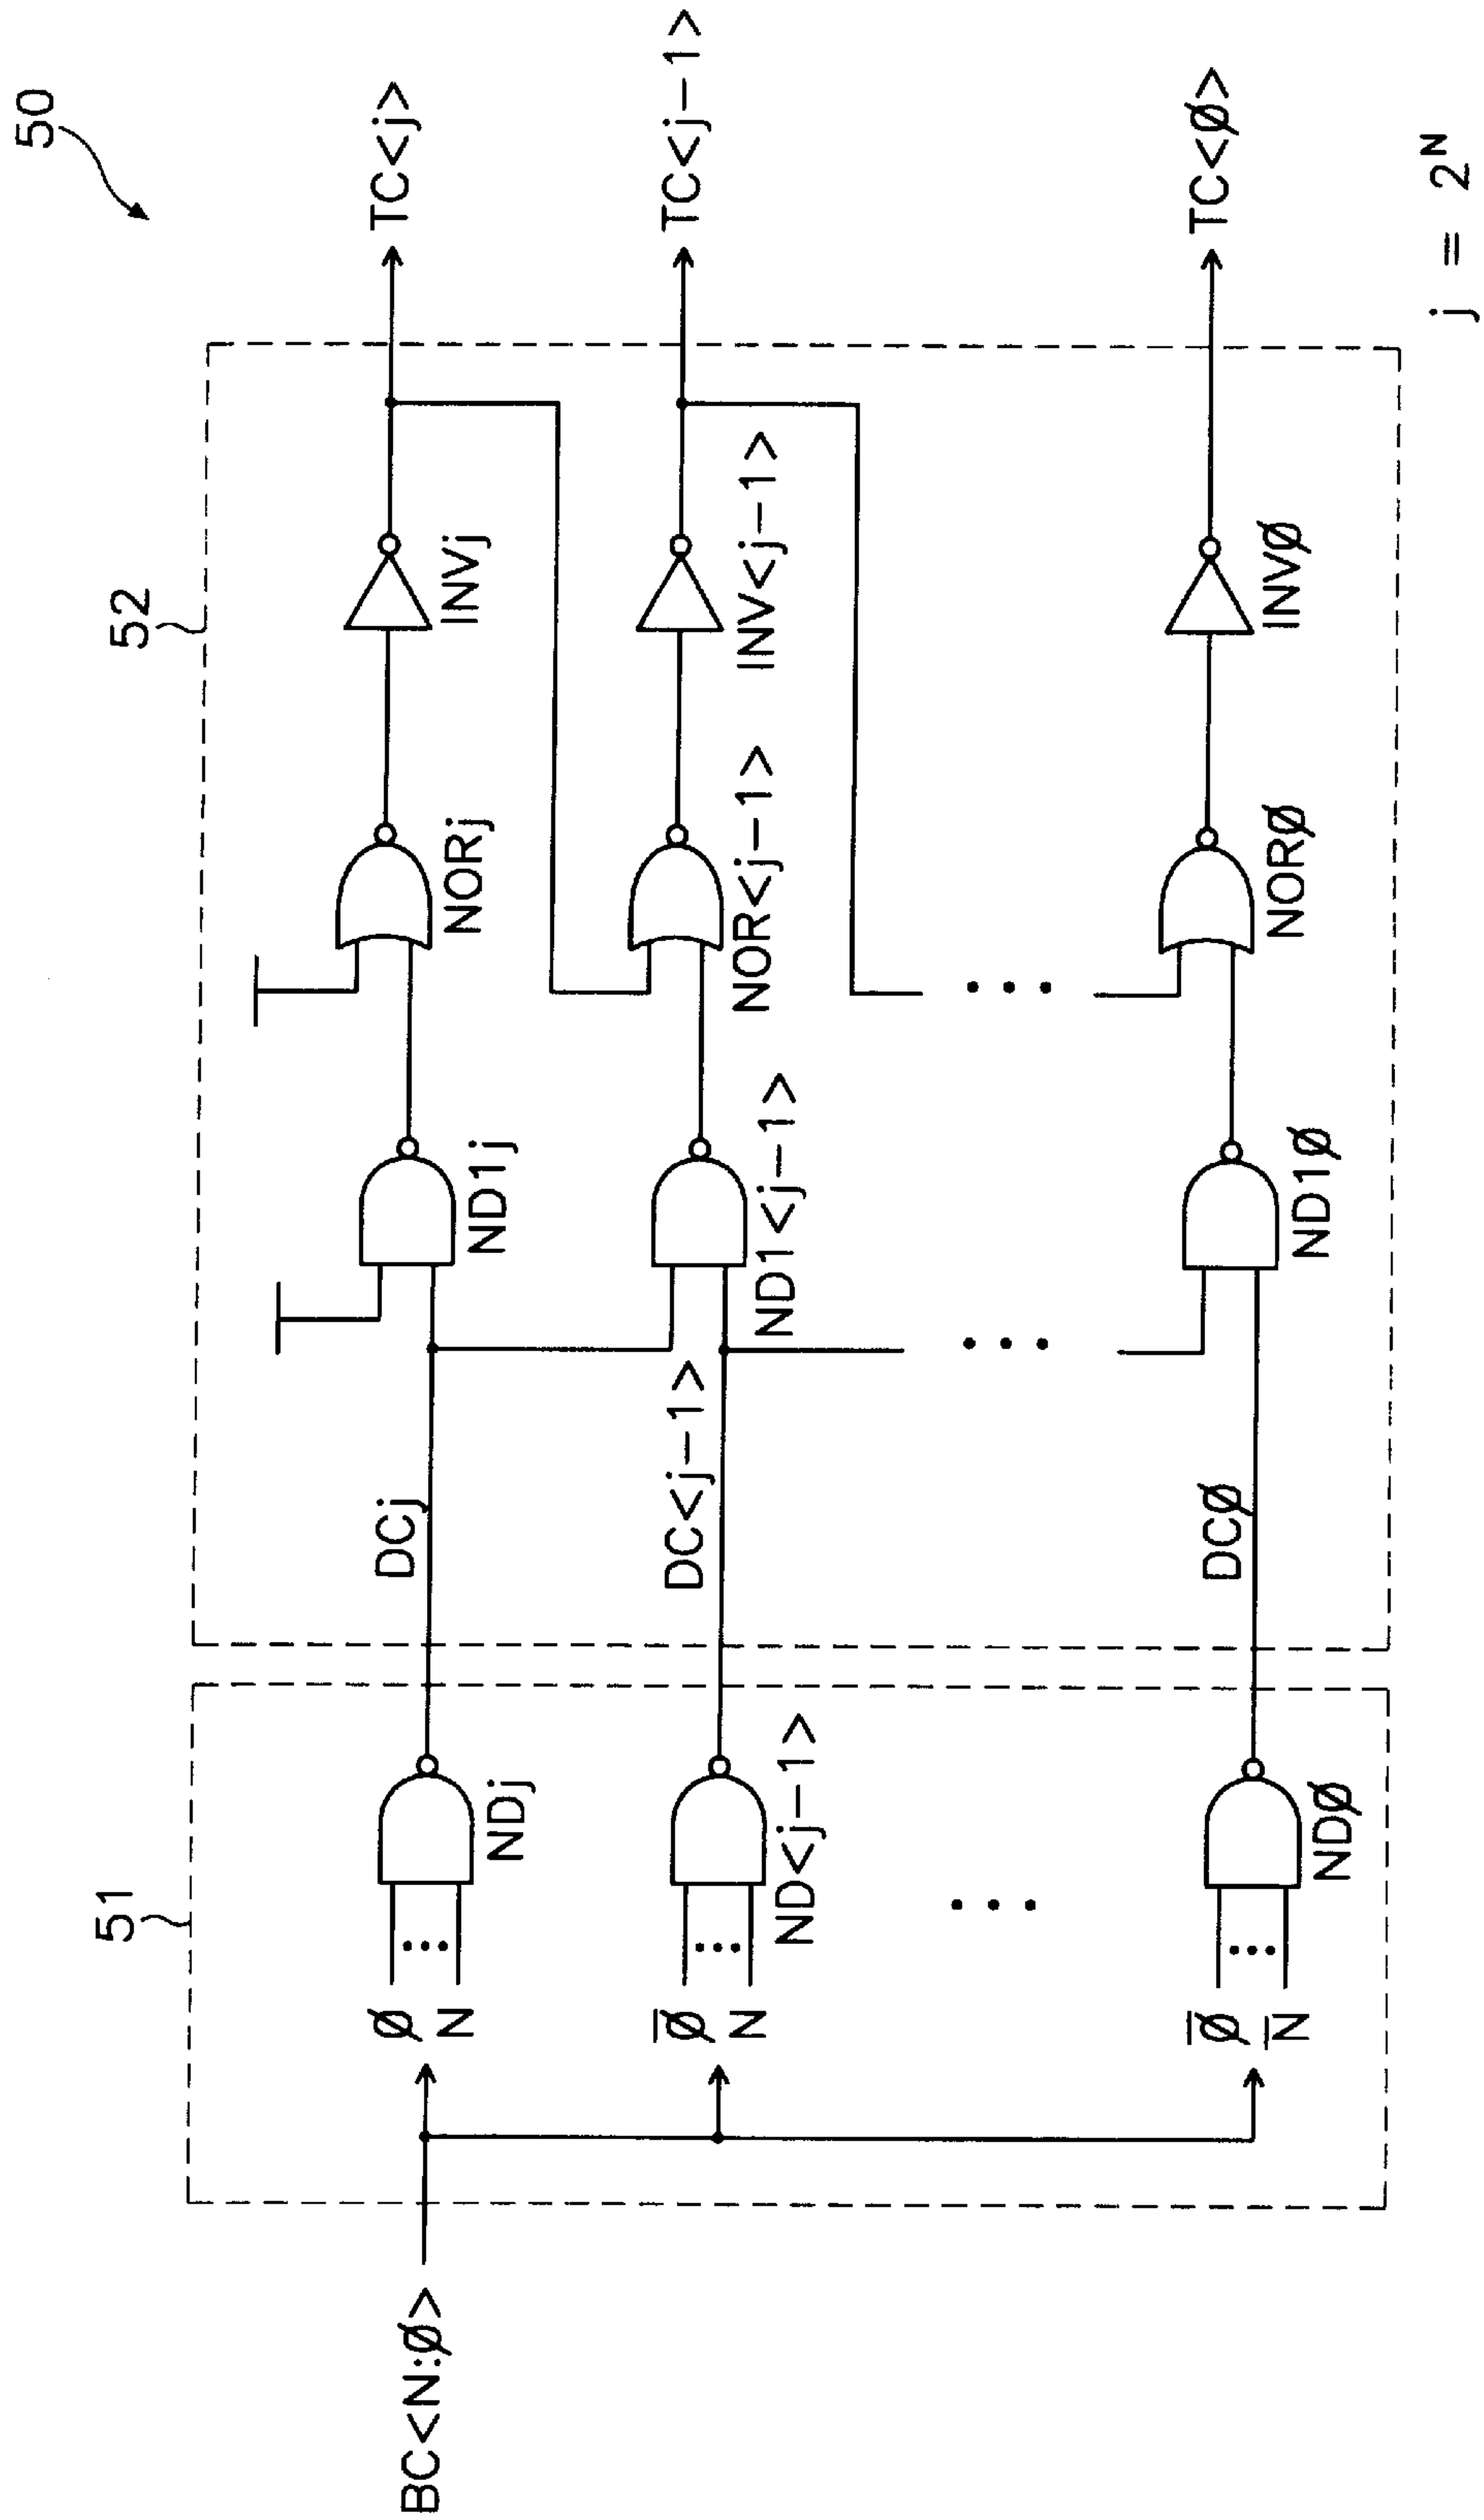 50
52
51
BC<N:Ø>
Ø
N
NDj
DCj
ND1j
NORj
INVj
TC<j>
Ø̅
N
ND<j-1>
DC<j-1>
ND1<j-1>
NOR<j-1>
INV<j-1>
TC<j-1>
Ø̅
N̅
NDØ
DCØ
ND1Ø
NORØ
INVØ
TC<Ø>
j = 2ᴺ